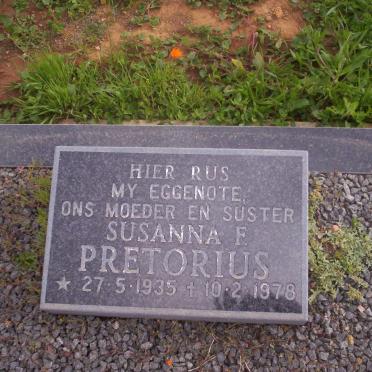 HIER RUS
MY EGGENOTE,
ONS MOEDER EN SUSTER
SUSANNA F.
PRETORIUS
★ 27·5·1935 + 10·2·1978